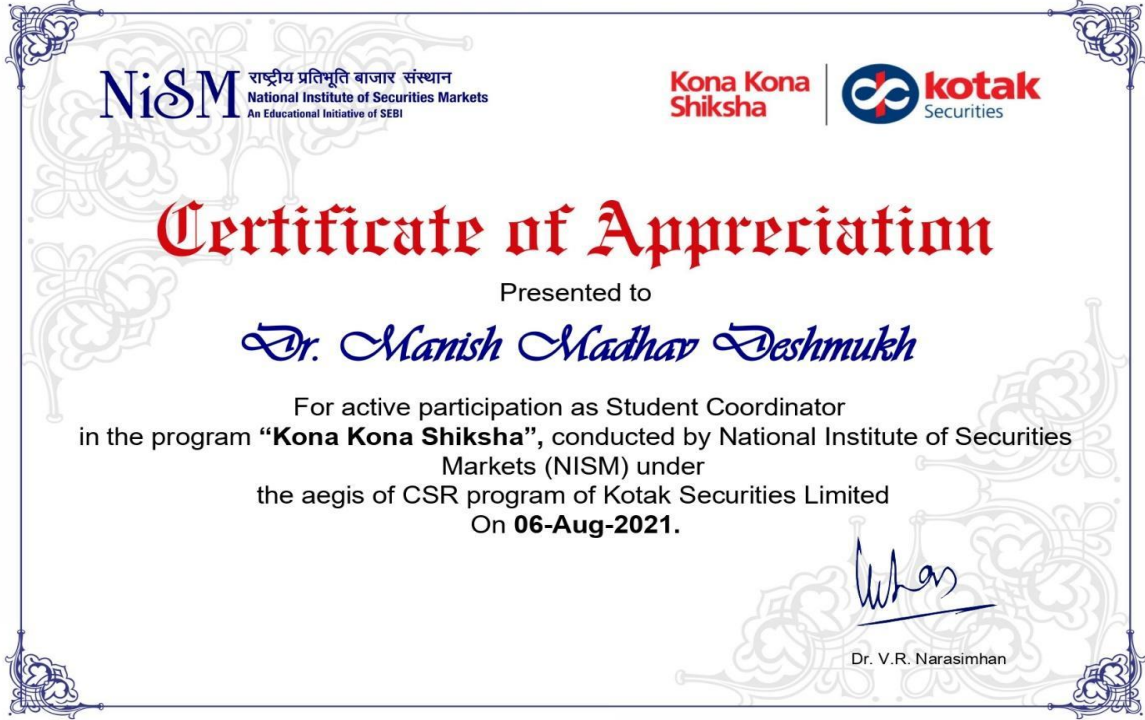 NiSM
राष्ट्रीय प्रतिभूति बाजार संस्थान
National Institute of Securities Markets
An Educational Initiative of SEBI
Kona Kona
Shiksha
kotak
Securities
Certificate of Appreciation
Presented to
Dr. Manish Madhav Deshmukh
For active participation as Student Coordinator
in the program “Kona Kona Shiksha”, conducted by National Institute of Securities
Markets (NISM) under
the aegis of CSR program of Kotak Securities Limited
On 06-Aug-2021.
Dr. V.R. Narasimhan